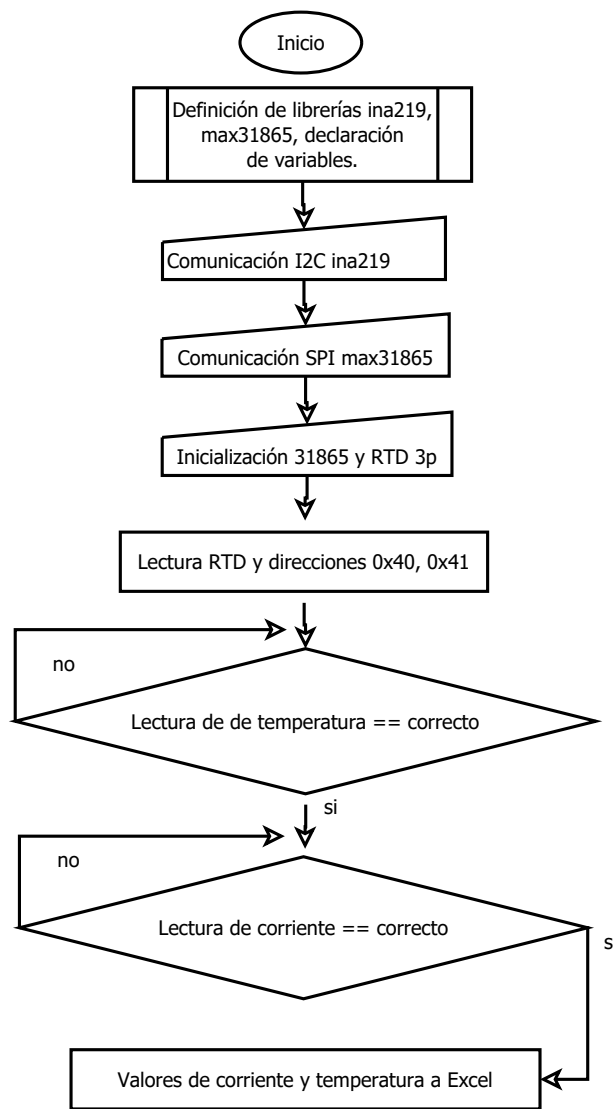 Inicio
Definición de librerías ina219,
max31865, declaración
de variables.
Comunicación I2C ina219
Comunicación SPI max31865
Inicialización 31865 y RTD 3p
Lectura RTD y direcciones 0x40, 0x41
no
Lectura de de temperatura == correcto
si
no
Lectura de corriente == correcto
s
Valores de corriente y temperatura a Excel